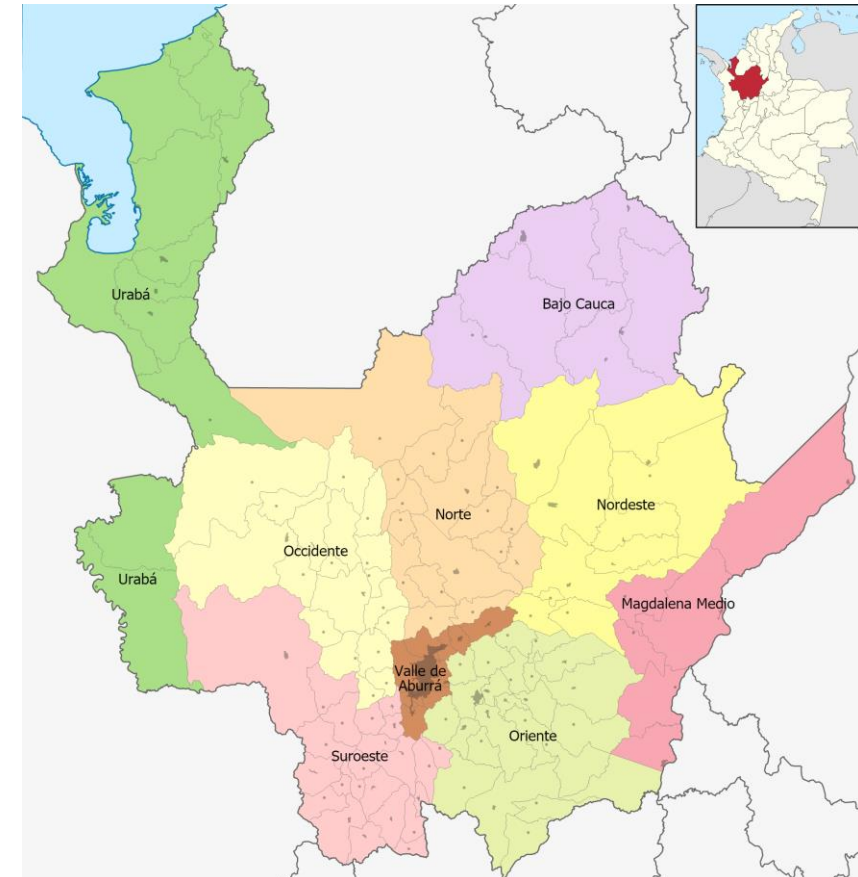 Urabá
Bajo Cauca
Nordeste
Norte
Occidente
Urabá
Magdalena Medio
Valle de
Aburrá
Oriente
Suroeste